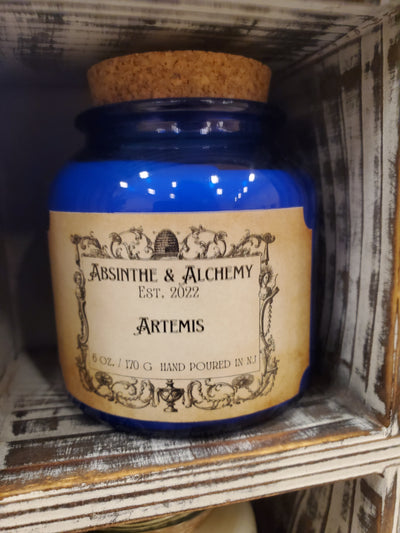 Absinthe & Alchemy
Est. 2022
Artemis
6 oz. / 170 g hand poured in NJ